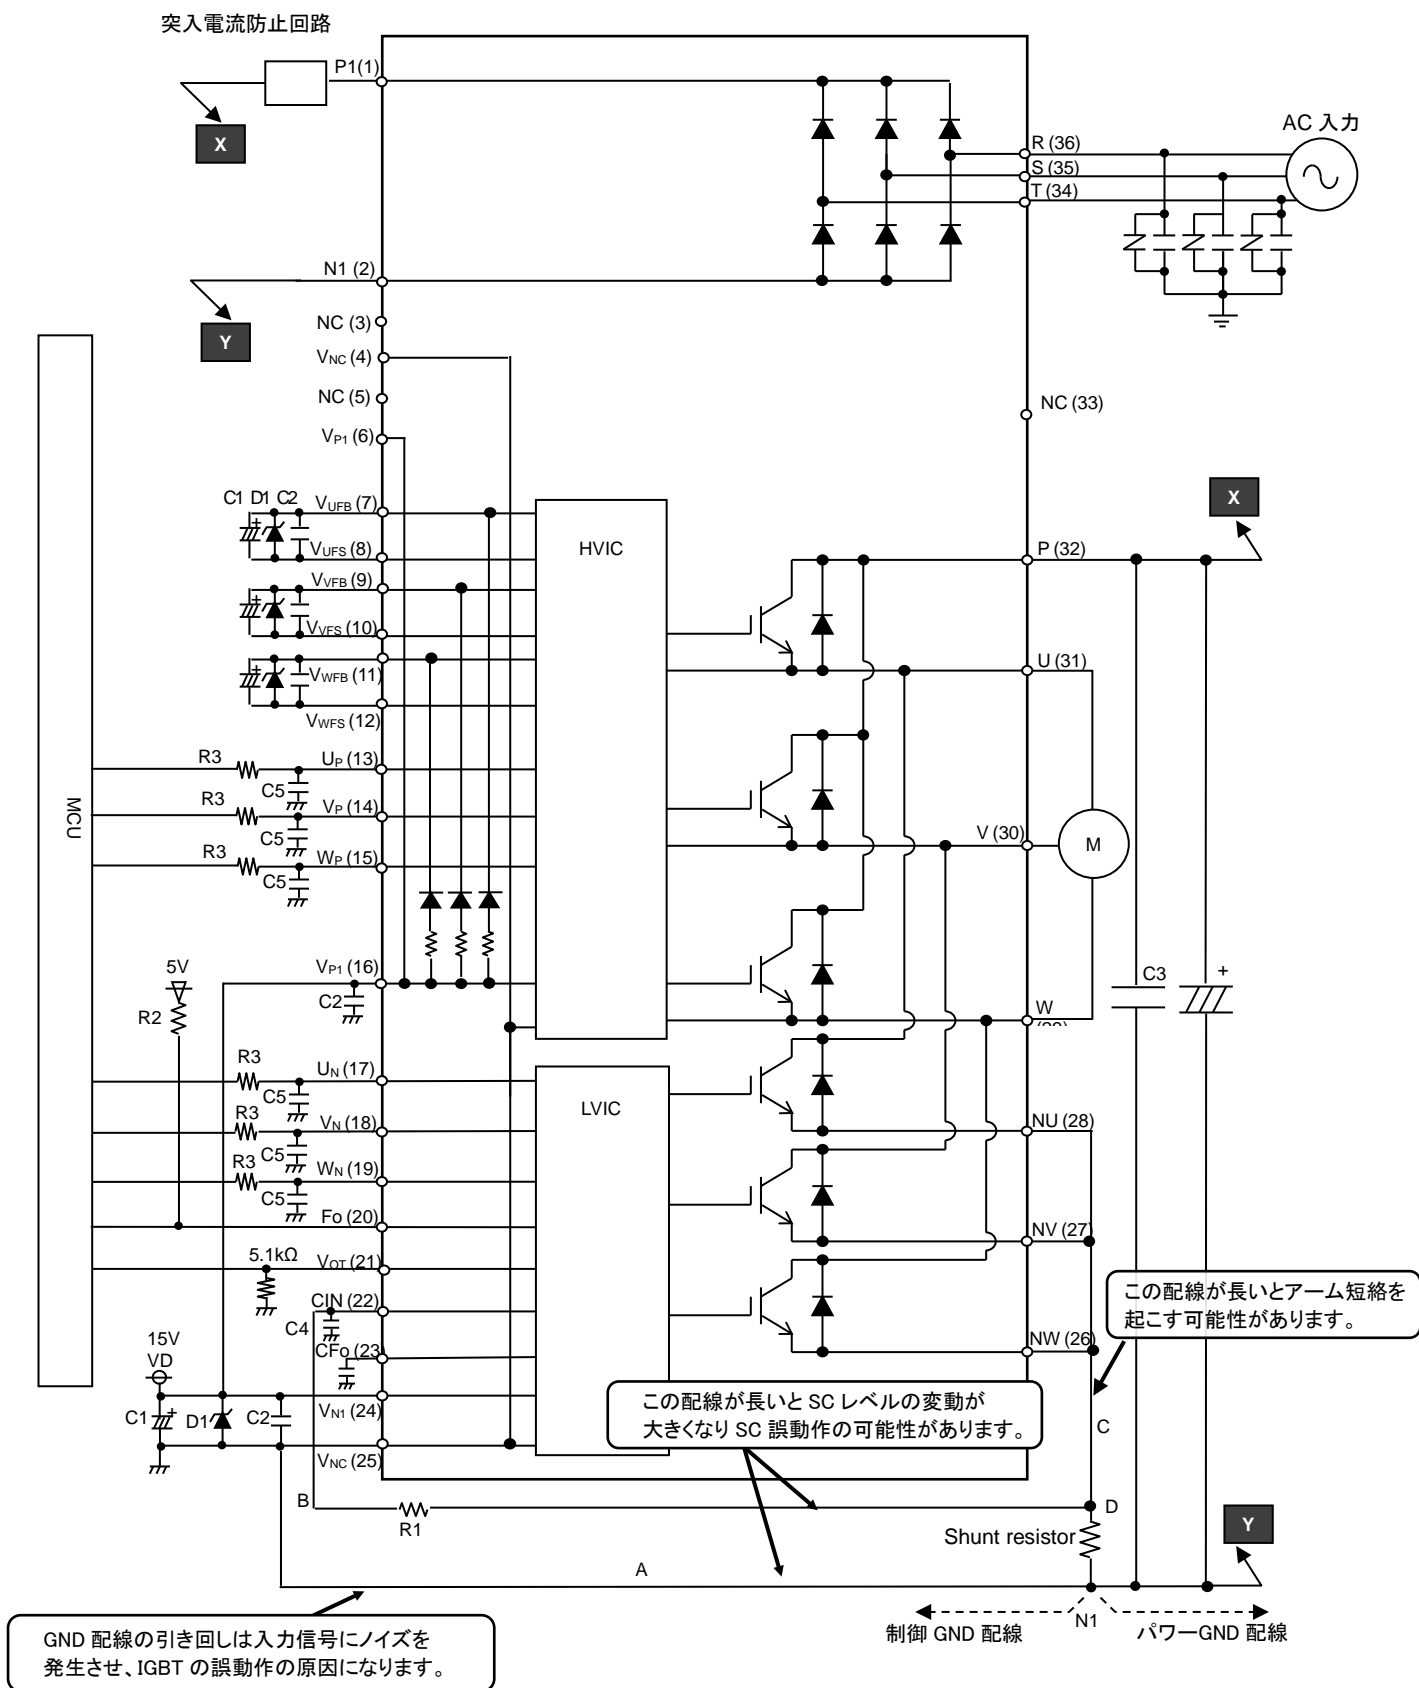 突入電流防止回路
P1(1)
X
AC 入力
R (36)
S (35)
T (34)
N1 (2)
Y
NC (3)
VNC (4)
NC (5)
NC (33)
VP1 (6)
C1 D1 C2
VUFB (7)
VUFS (8)
VVFB (9)
VVFS (10)
VWFB (11)
VWFS (12)
HVIC
X
P (32)
U (31)
MCU
R3
UP (13)
C5
R3
VP (14)
C5
R3
WP (15)
C5
V (30)
M
5V
R2
VP1 (16)
C2
C3
+
W
R3
UN (17)
C5
R3
VN (18)
C5
R3
WN (19)
C5
LVIC
NU (28)
Fo (20)
NV (27)
5.1kΩ
VOT (21)
CIN (22)
C4
CFo (23)
NW (26)
この配線が長いとアーム短絡を
起こす可能性があります。
15V
VD
C1
+
D1
C2
VN1 (24)
VNC (25)
この配線が長いと SC レベルの変動が
大きくなり SC 誤動作の可能性があります。
C
B
R1
D
Shunt resistor
Y
A
N1
制御 GND 配線
パワーGND 配線
GND 配線の引き回しは入力信号にノイズを
発生させ、IGBT の誤動作の原因になります。